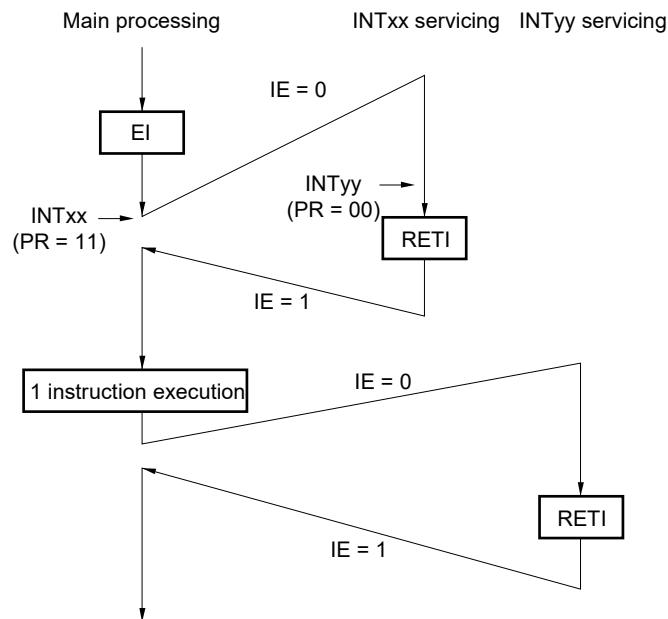 Main processing
INTxx servicing
INTyy servicing
IE = 0
EI
INTyy
(PR = 00)
INTxx
(PR = 11)
RETI
IE = 1
1 instruction execution
IE = 0
RETI
IE = 1